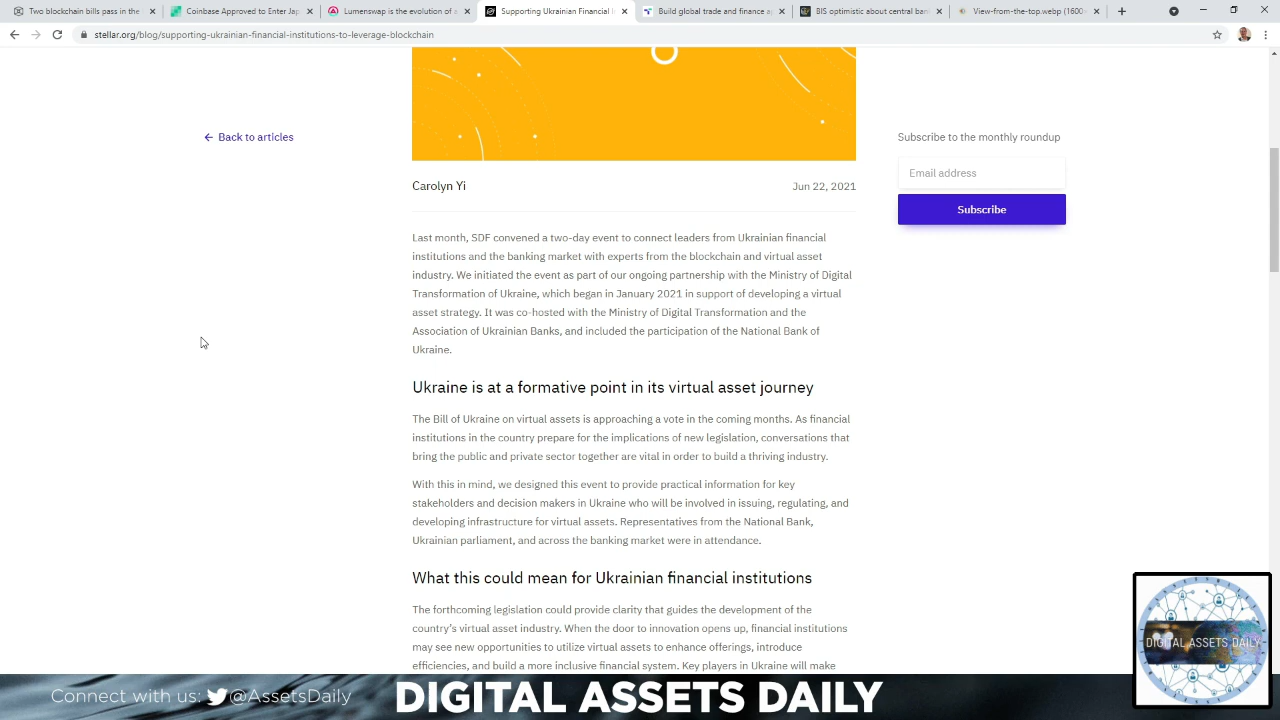 Two blockchain bills pass in the
Coinbase Approved to Enter Jap
Lumenswap is the evolution of a
Supporting Ukrainian Financial I
Build global trade and finance a
BIS optimistic about central ban
View-from-the-top.webp (1600
stellar.org/blog/supporting-ukrainian-financial-institutions-to-leverage-blockchain
Back to articles
Subscribe to the monthly roundup
Email address
Subscribe
Carolyn Yi
Jun 22, 2021
Last month, SDF convened a two-day event to connect leaders from Ukrainian financial
institutions and the banking market with experts from the blockchain and virtual asset
industry. We initiated the event as part of our ongoing partnership with the Ministry of Digital
Transformation of Ukraine, which began in January 2021 in support of developing a virtual
asset strategy. It was co-hosted with the Ministry of Digital Transformation and the
Association of Ukrainian Banks, and included the participation of the National Bank of
Ukraine.
Ukraine is at a formative point in its virtual asset journey
The Bill of Ukraine on virtual assets is approaching a vote in the coming months. As financial
institutions in the country prepare for the implications of new legislation, conversations that
bring the public and private sector together are vital in order to build a thriving industry.
With this in mind, we designed this event to provide practical information for key
stakeholders and decision makers in Ukraine who will be involved in issuing, regulating, and
developing infrastructure for virtual assets. Representatives from the National Bank,
Ukrainian parliament, and across the banking market were in attendance.
What this could mean for Ukrainian financial institutions
The forthcoming legislation could provide clarity that guides the development of the
country's virtual asset industry. When the door to innovation opens up, financial institutions
may see new opportunities to utilize virtual assets to enhance offerings, introduce
efficiencies, and build a more inclusive financial system. Key players in Ukraine will make
DIGITAL ASSETS DAILY
Connect with us: @AssetsDaily
DIGITAL ASSETS DAILY